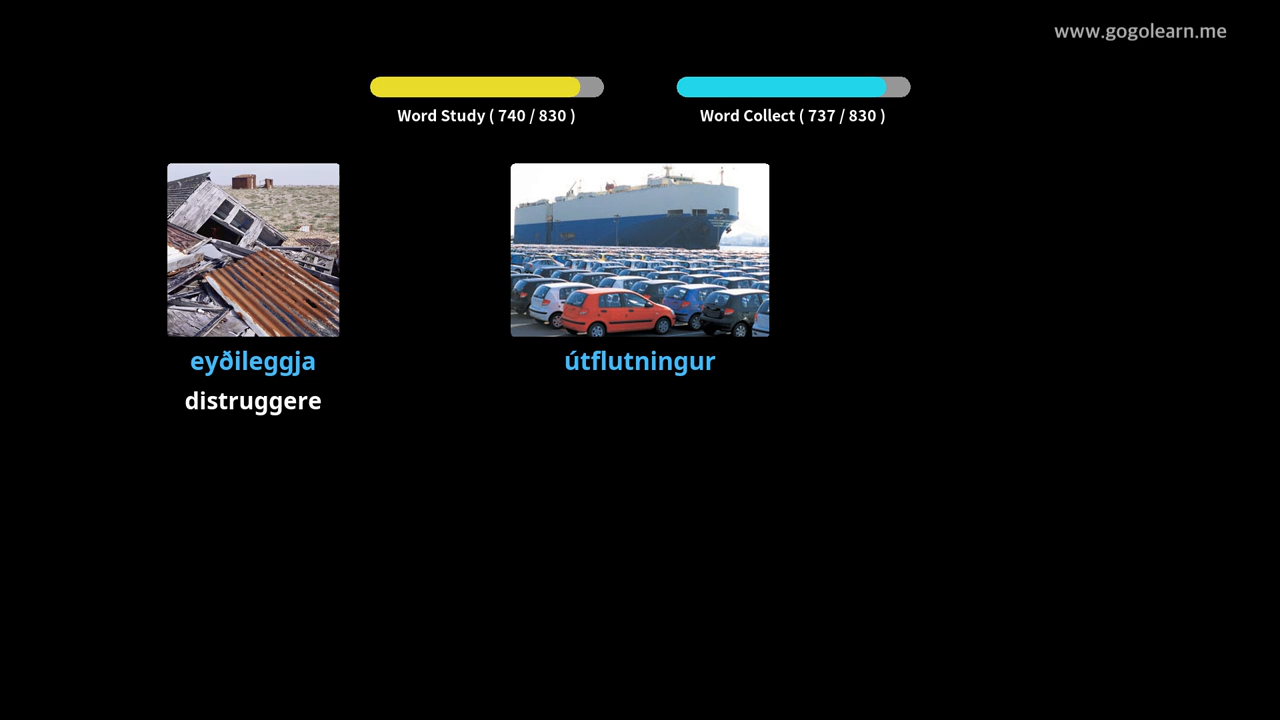 www.gogolearn.me
Word Study ( 740 / 830 )
Word Collect ( 737 / 830 )
eyðileggja
distruggere
útflutningur